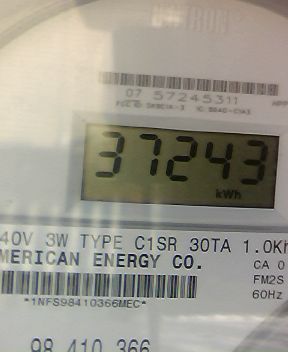 07 57245311
37243
kWh
40V 3W TYPE C1SR 30TA 1.0Kh
MERICAN ENERGY CO.
CA 0
FM2S
60Hz
*1NFS98410366MEC*
98 410 366